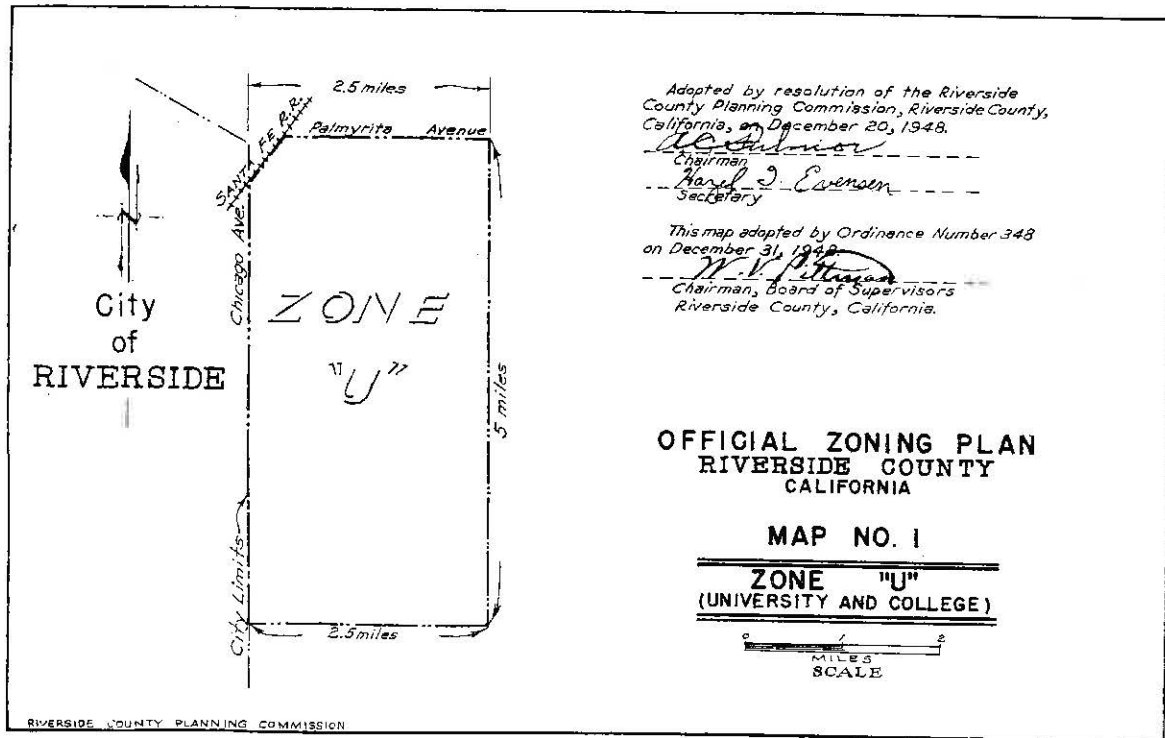 2.5 miles
Palmyrita Avenue
SANTA FE R.R.
Chicago Ave.
City
of
RIVERSIDE
ZONE
"U"
5 miles
City Limits
2.5 miles
N
RIVERSIDE COUNTY PLANNING COMMISSION
Adopted by resolution of the Riverside
County Planning Commission, Riverside County,
California, on December 20, 1948.
Chairman
Hazel I. Evensen
Secretary
This map adopted by Ordinance Number 348
on December 31, 1948.
W. V. Pittman
Chairman, Board of Supervisors
Riverside County, California.
OFFICIAL ZONING PLAN
RIVERSIDE COUNTY
CALIFORNIA
MAP NO. 1
ZONE "U"
(UNIVERSITY AND COLLEGE)
0 1 2
MILES
SCALE